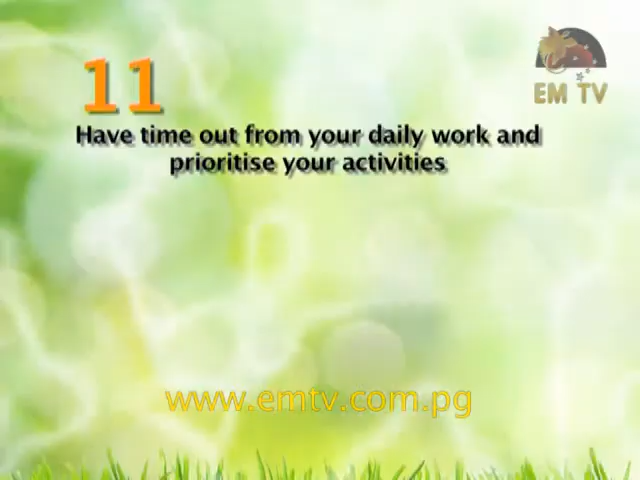 EM TV
11
Have time out from your daily work and
prioritise your activities
www.emtv.com.pg